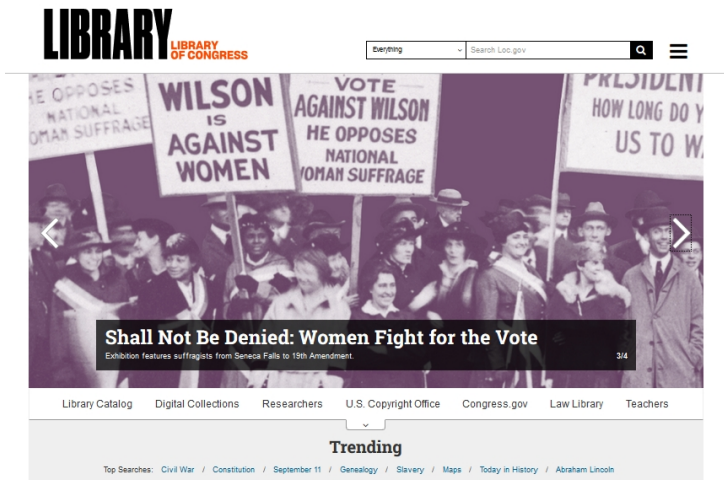 LIBRARY
LIBRARY
OF CONGRESS
Everything
Search Loc.gov
OPPOSES
NATIONAL
SUFFRAGE
WILSON
IS
AGAINST
WOMEN
VOTE
AGAINST WILSON
HE OPPOSES
NATIONAL
WOMAN SUFFRAGE
HOW LONG DO
US TO
Shall Not Be Denied: Women Fight for the Vote
Exhibition features suffragists from Seneca Falls to 19th Amendment.
3/4
Library Catalog Digital Collections Researchers U.S. Copyright Office Congress.gov Law Library Teachers
Trending
Top Searches: Civil War / Constitution / September 11 / Genealogy / Slavery / Maps / Today in History / Abraham Lincoln